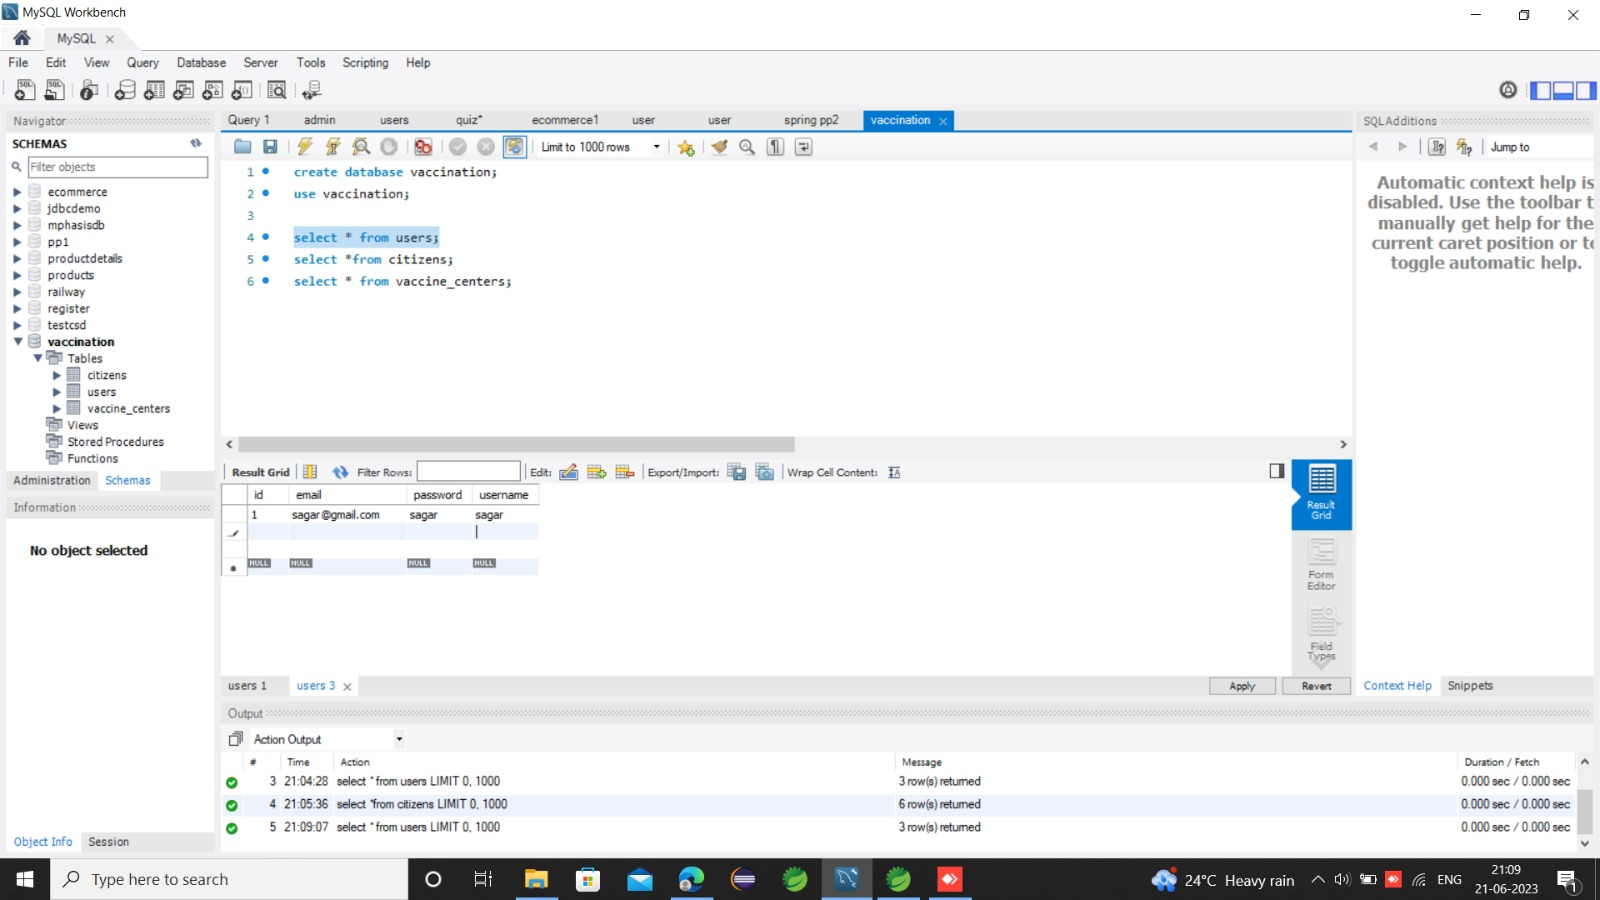 MySQL Workbench
MySQL
File Edit View Query Database Server Tools Scripting Help
Navigator
SCHEMAS
Filter objects
ecommerce
jdbcdemo
mphasisdb
pp1
productdetails
products
railway
register
testcsd
vaccination
Tables
citizens
users
vaccine_centers
Views
Stored Procedures
Functions
Administration Schemas
Information
No object selected
Object Info Session
Query 1 admin users quiz* ecommerce1 user user spring pp2 vaccination
Limit to 1000 rows
1 create database vaccination;
2 use vaccination;
3
4 select * from users;
5 select *from citizens;
6 select * from vaccine_centers;
Result Grid Filter Rows: Edit: Export/Import: Wrap Cell Content:
id email password username
1 sagar@gmail.com sagar sagar
NULL NULL NULL NULL
Result Grid
Form Editor
Field Types
users 1 users 3 Apply Revert
SQLAdditions
Jump to
Automatic context help is
disabled. Use the toolbar t
manually get help for the
current caret position or to
toggle automatic help.
Context Help Snippets
Output
Action Output
# Time Action Message Duration / Fetch
3 21:04:28 select * from users LIMIT 0, 1000 3 row(s) returned 0.000 sec / 0.000 sec
4 21:05:36 select *from citizens LIMIT 0, 1000 6 row(s) returned 0.000 sec / 0.000 sec
5 21:09:07 select * from users LIMIT 0, 1000 3 row(s) returned 0.000 sec / 0.000 sec
Type here to search
24°C Heavy rain ENG
21:09
21-06-2023
1